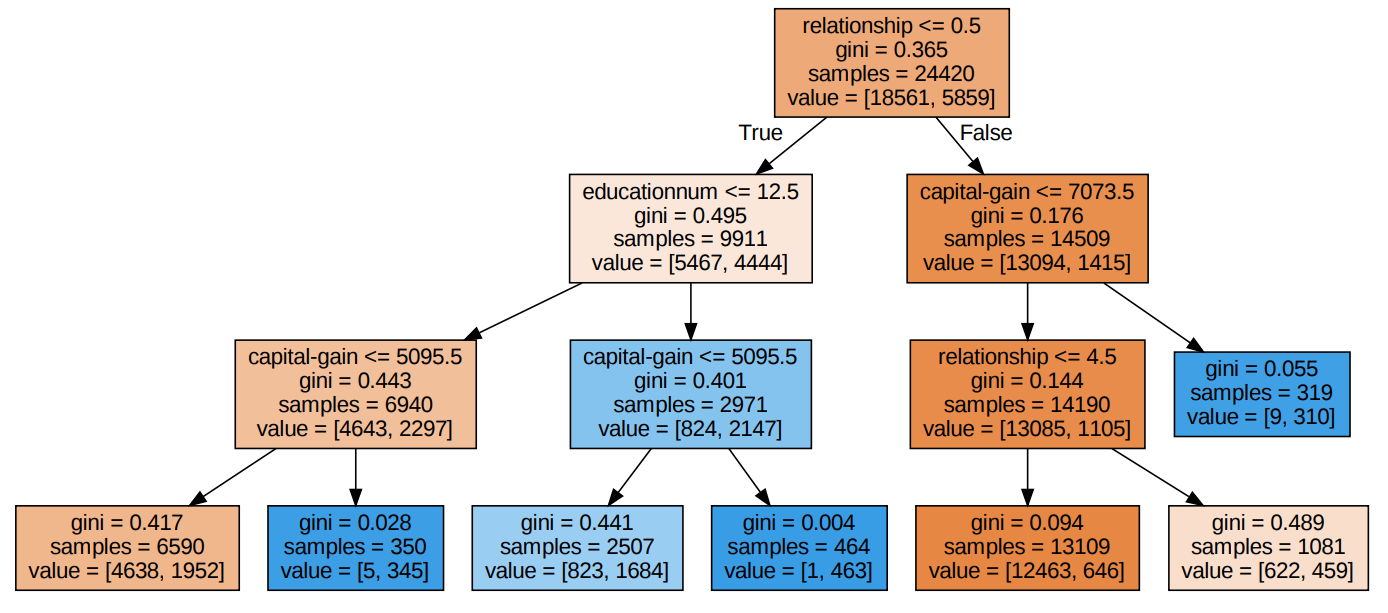 relationship <= 0.5
gini = 0.365
samples = 24420
value = [18561, 5859]
True
False
educationnum <= 12.5
gini = 0.495
samples = 9911
value = [5467, 4444]
capital-gain <= 7073.5
gini = 0.176
samples = 14509
value = [13094, 1415]
capital-gain <= 5095.5
gini = 0.443
samples = 6940
value = [4643, 2297]
capital-gain <= 5095.5
gini = 0.401
samples = 2971
value = [824, 2147]
relationship <= 4.5
gini = 0.144
samples = 14190
value = [13085, 1105]
gini = 0.055
samples = 319
value = [9, 310]
gini = 0.417
samples = 6590
value = [4638, 1952]
gini = 0.028
samples = 350
value = [5, 345]
gini = 0.441
samples = 2507
value = [823, 1684]
gini = 0.004
samples = 464
value = [1, 463]
gini = 0.094
samples = 13109
value = [12463, 646]
gini = 0.489
samples = 1081
value = [622, 459]